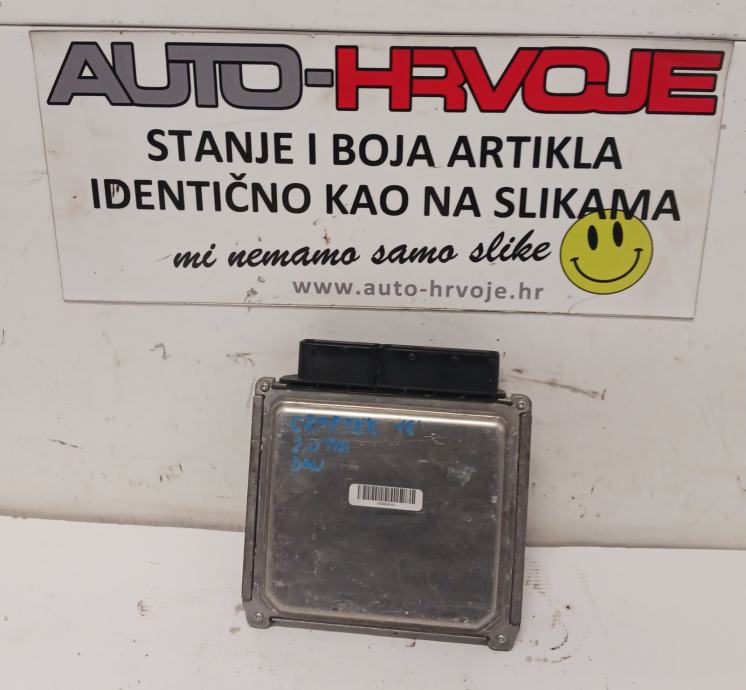 AUTO-HRVOJE
STANJE I BOJA ARTIKLA
IDENTIČNO KAO NA SLIKAMA
mi nemamo samo slike
www.auto-hrvoje.hr